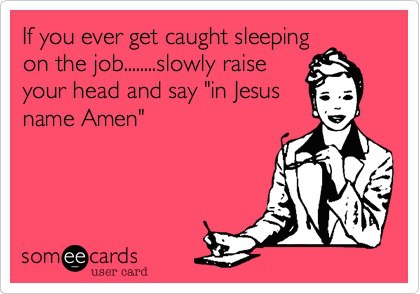 If you ever get caught sleeping
on the job........slowly raise
your head and say "in Jesus
name Amen"
someecards
user card